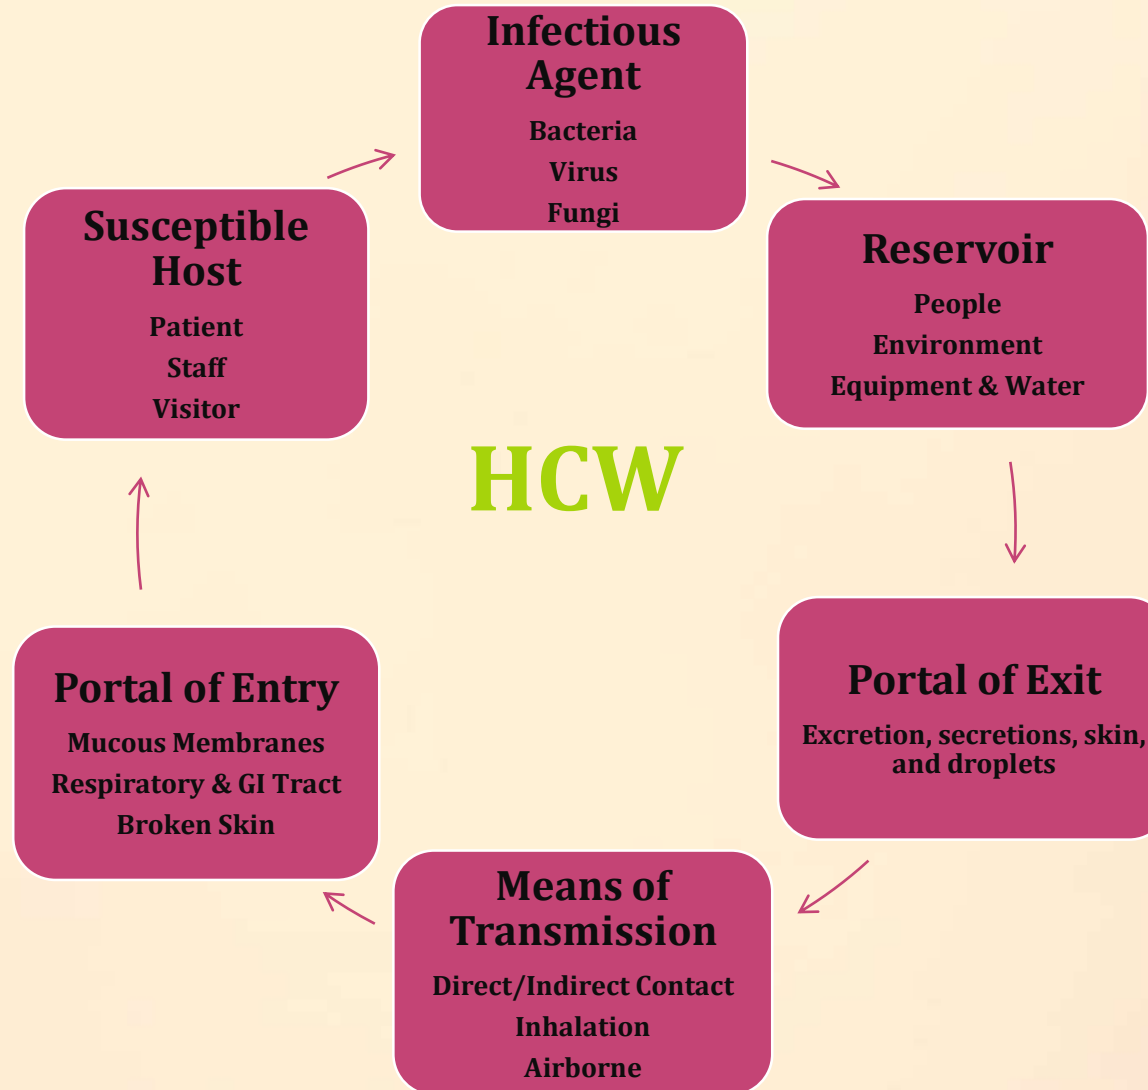 Infectious
Agent
Bacteria
Virus
Fungi
Reservoir
People
Environment
Equipment & Water
Portal of Exit
Excretion, secretions, skin,
and droplets
Means of
Transmission
Direct/Indirect Contact
Inhalation
Airborne
Portal of Entry
Mucous Membranes
Respiratory & GI Tract
Broken Skin
Susceptible
Host
Patient
Staff
Visitor
HCW